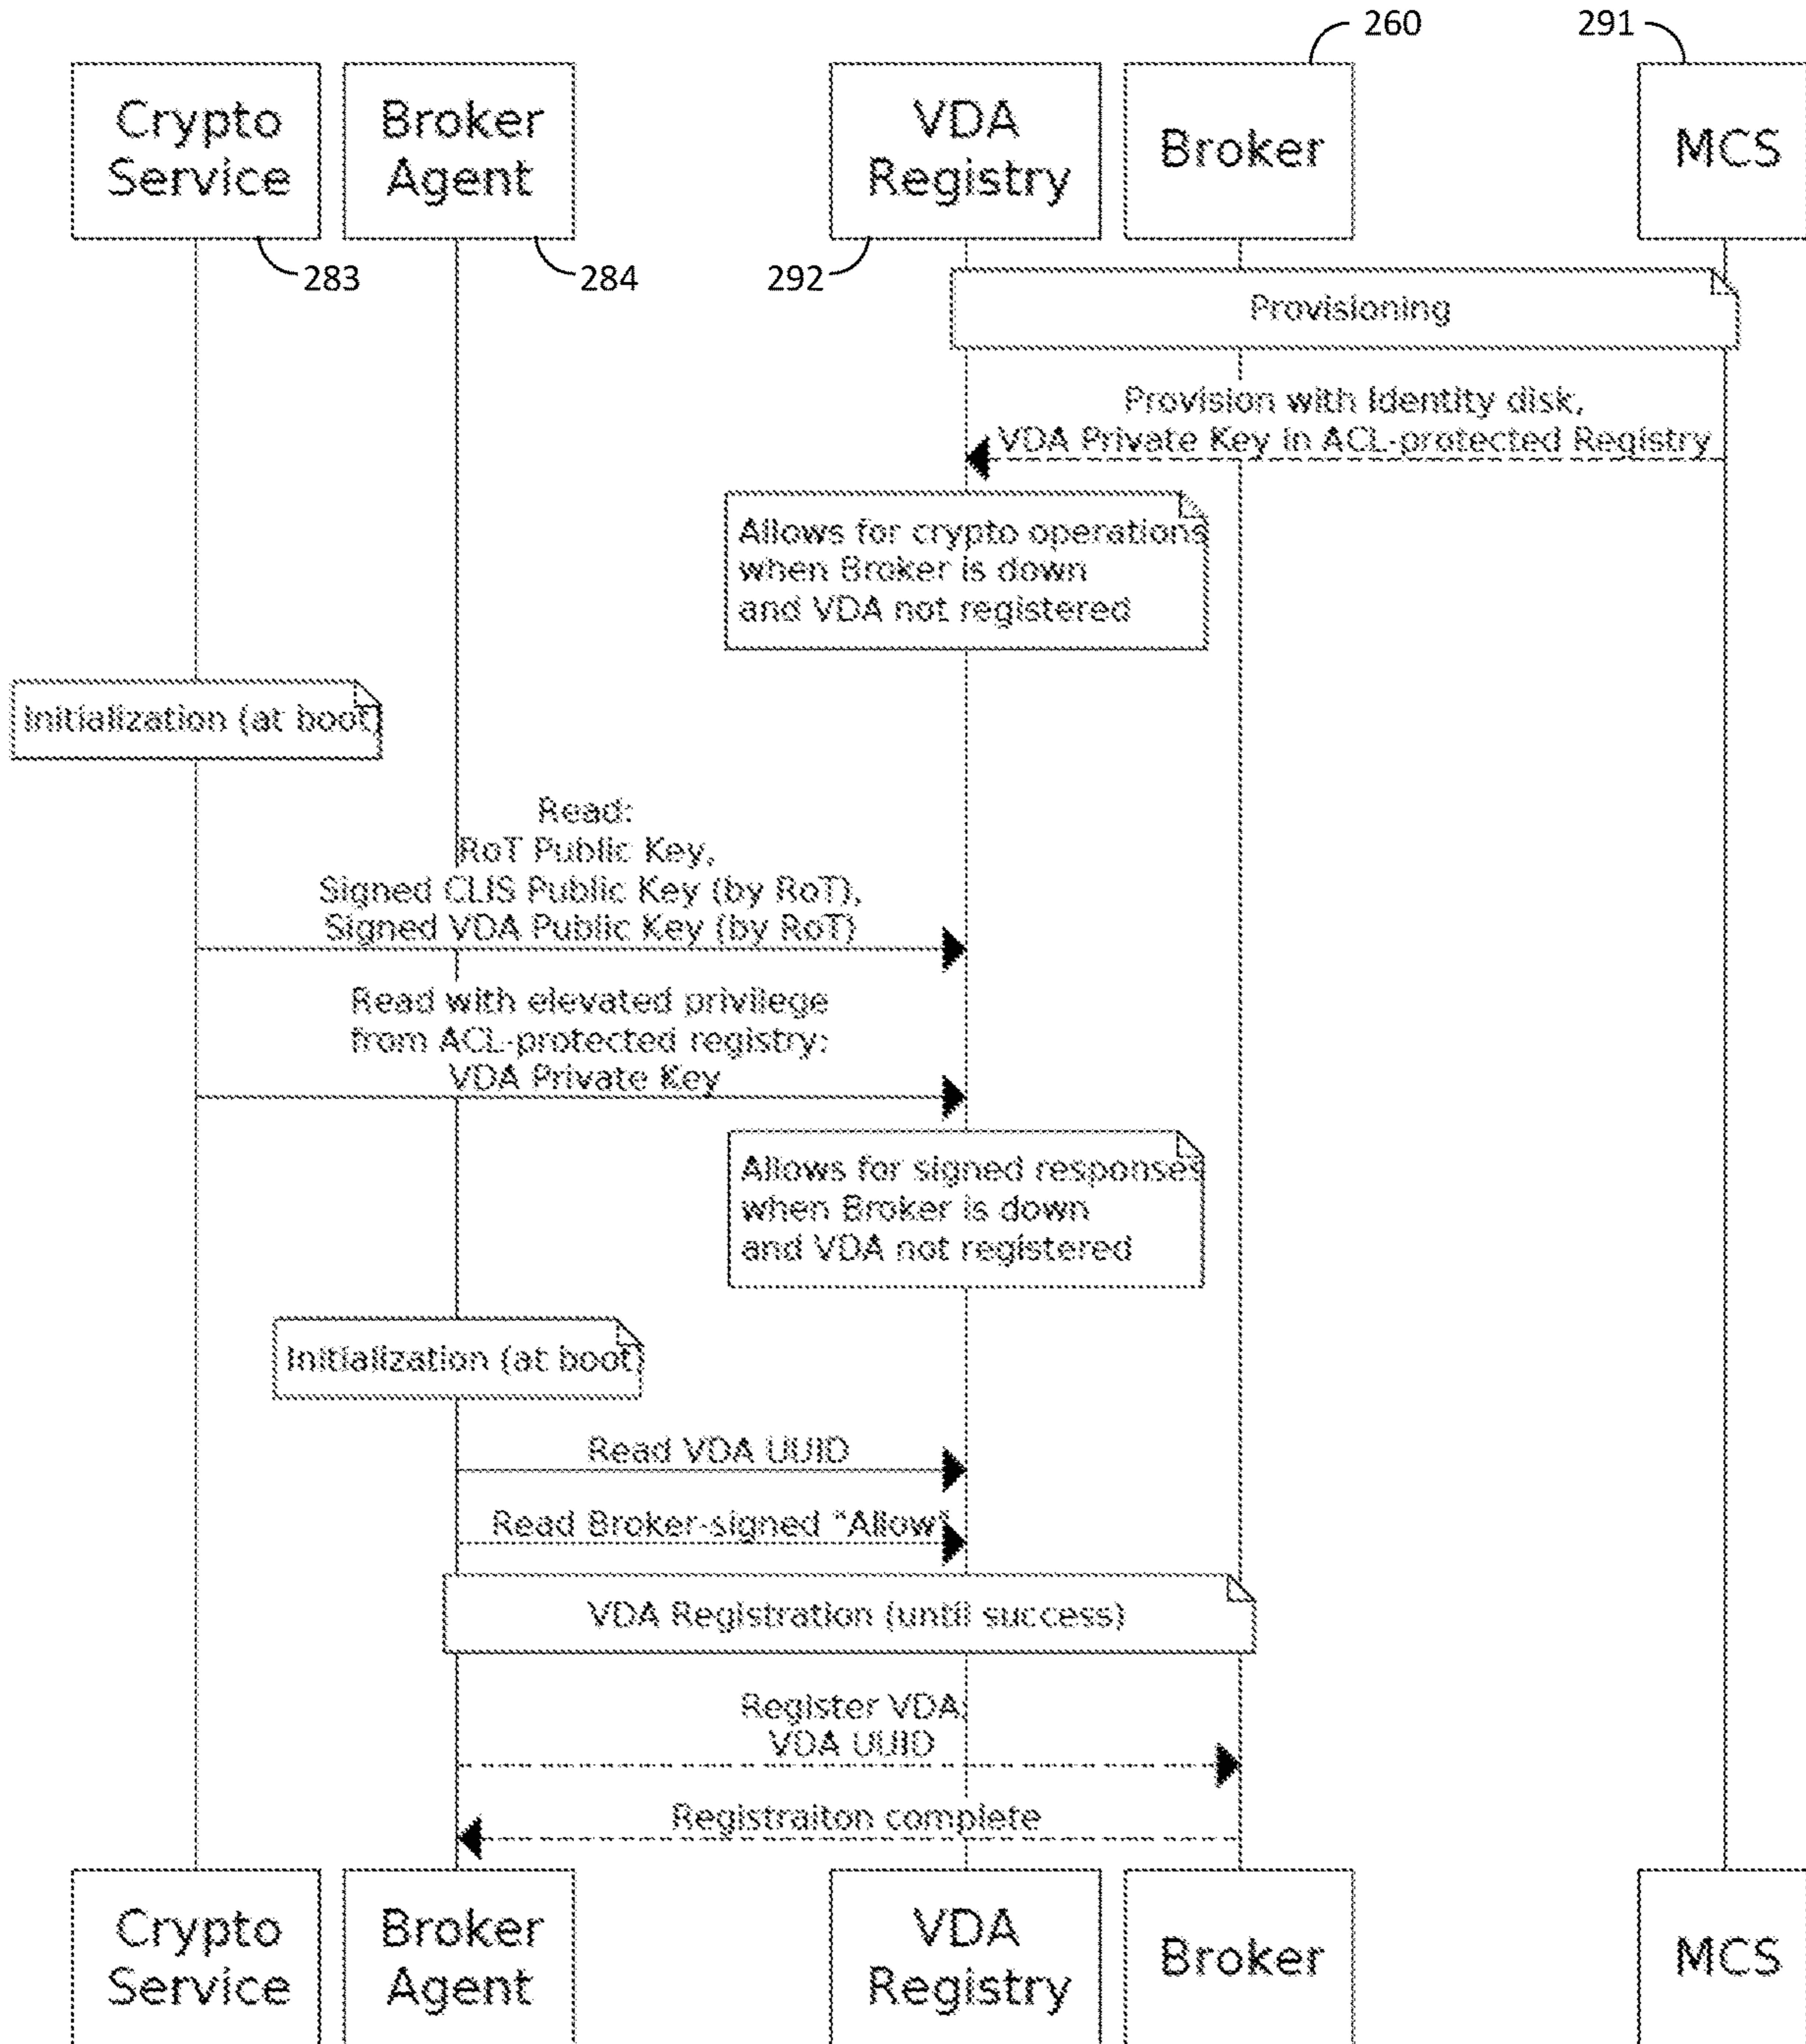 260
291
Crypto
Service
Broker
Agent
VDA
Registry
Broker
MCS
283
284
292
Provisioning
Provision with Identity disk,
VDA Private Key in ACL-protected Registry
Allows for crypto operations
when Broker is down
and VDA not registered
Initialization (at boot)
Read:
RoT Public Key,
Signed CLIS Public Key (by RoT),
Signed VDA Public Key (by RoT)
Read with elevated privilege
from ACL-protected registry:
VDA Private Key
Allows for signed responses
when Broker is down
and VDA not registered
Initialization (at boot)
Read VDA UUID
Read Broker-signed "Allow"
VDA Registration (until success)
Register VDA:
VDA UUID
Registraiton complete
Crypto
Service
Broker
Agent
VDA
Registry
Broker
MCS